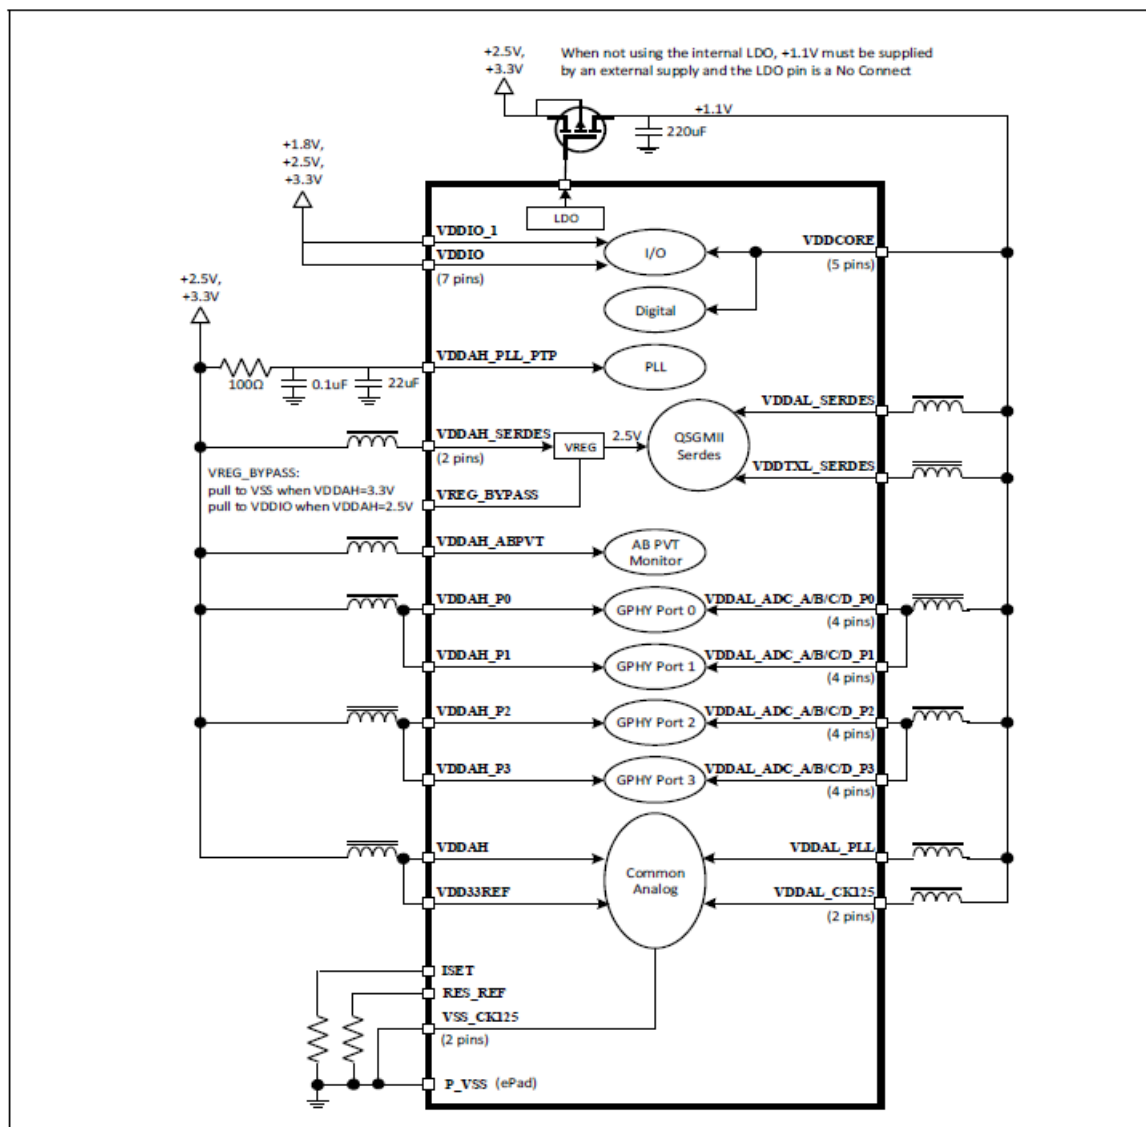 +2.5V,
+3.3V
When not using the internal LDO, +1.1V must be supplied
by an external supply and the LDO pin is a No Connect
+1.1V
220uF
+1.8V,
+2.5V,
+3.3V
LDO
VDDIO_1
VDDIO
(7 pins)
I/O
VDDCORE
(5 pins)
+2.5V,
+3.3V
Digital
VDDAH_PLL_PTP
PLL
100Ω
0.1uF
22uF
VDDAL_SERDES
VDDAH_SERDES
(2 pins)
VREG
2.5V
QSGMII
Serdes
VDDTXL_SERDES
VREG_BYPASS:
pull to VSS when VDDAH=3.3V
pull to VDDIO when VDDAH=2.5V
VREG_BYPASS
VDDAH_ABPVT
AB PVT
Monitor
VDDAH_P0
GPHY Port 0
VDDAL_ADC_A/B/C/D_P0
(4 pins)
VDDAH_P1
GPHY Port 1
VDDAL_ADC_A/B/C/D_P1
(4 pins)
VDDAH_P2
GPHY Port 2
VDDAL_ADC_A/B/C/D_P2
(4 pins)
VDDAH_P3
GPHY Port 3
VDDAL_ADC_A/B/C/D_P3
(4 pins)
VDDAH
VDDAL_PLL
Common
Analog
VDD33REF
VDDAL_CK125
(2 pins)
ISET
RES_REF
VSS_CK125
(2 pins)
P_VSS (ePad)